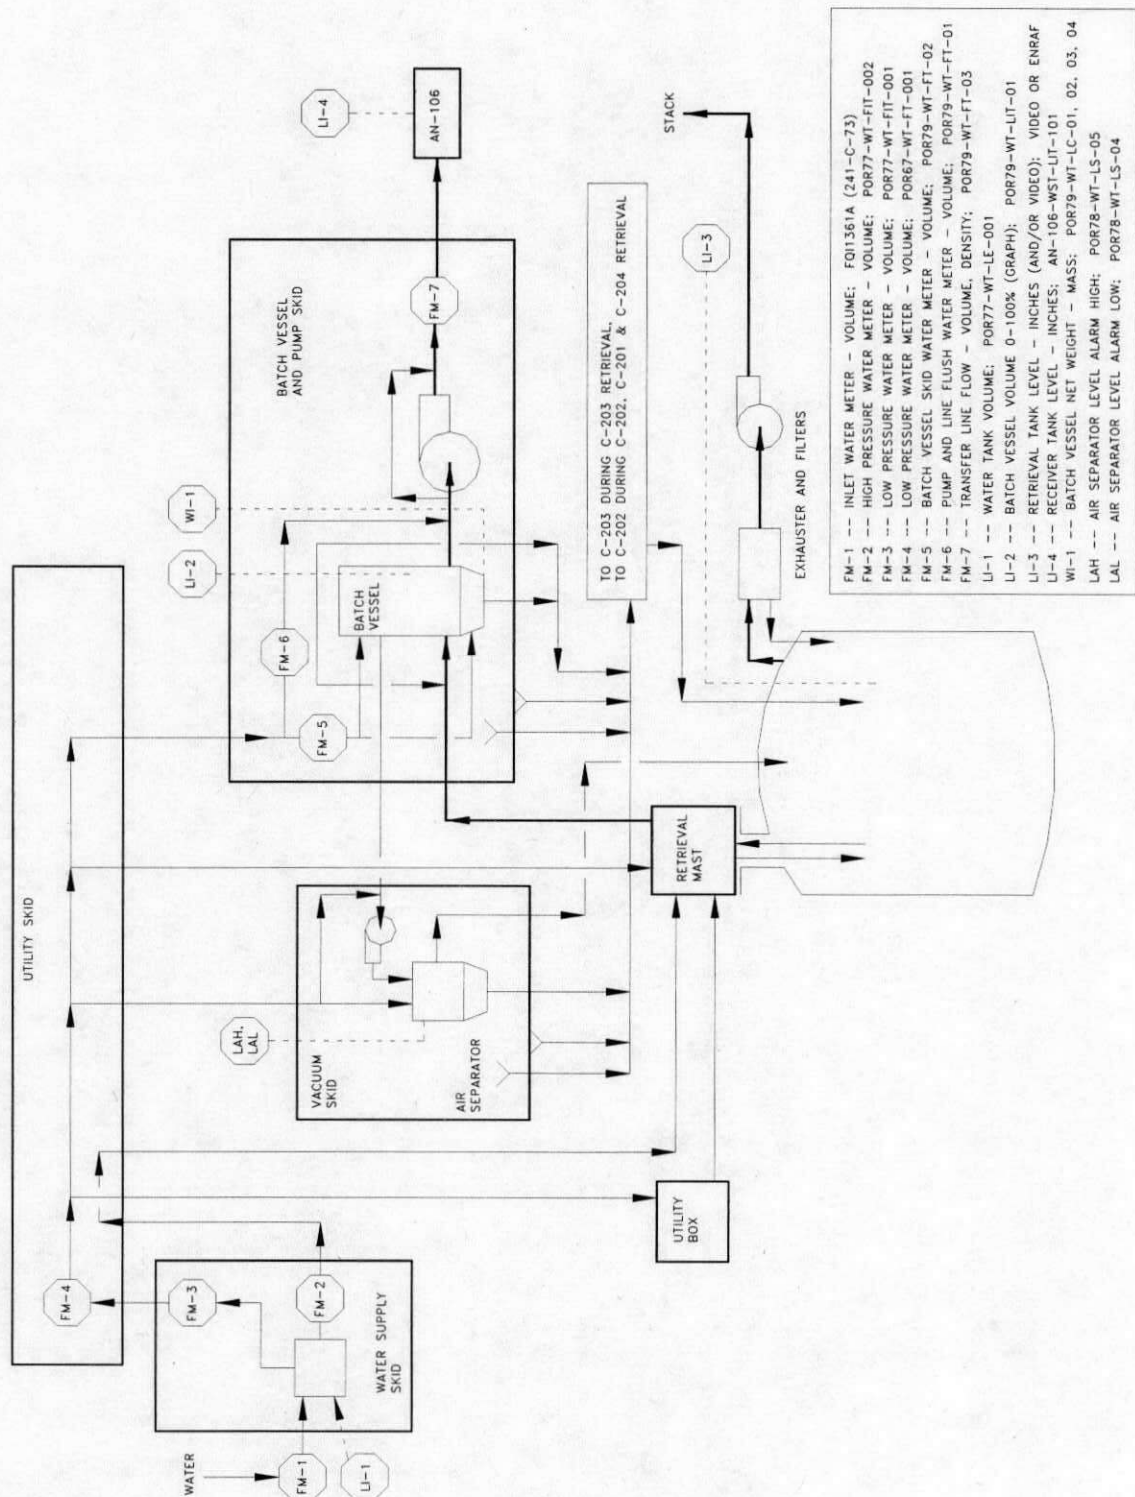 UTILITY SKID
FM-4
FM-3
FM-2
WATER SUPPLY
SKID
WATER
FM-1
LI-1
LAH,
LAL
VACUUM
SKID
AIR
SEPARATOR
UTILITY
BOX
RETRIEVAL
MAST
BATCH VESSEL
AND PUMP SKID
FM-5
FM-6
LI-2
WI-1
BATCH
VESSEL
FM-7
LI-4
AN-106
TO C-203 DURING C-203 RETRIEVAL,
TO C-202 DURING C-202, C-201 & C-204 RETRIEVAL
LI-3
STACK
EXHAUSTER AND FILTERS
FM-1 -- INLET WATER METER - VOLUME; FQI1361A (241-C-73)
FM-2 -- HIGH PRESSURE WATER METER - VOLUME; POR77-WT-FIT-002
FM-3 -- LOW PRESSURE WATER METER - VOLUME; POR77-WT-FIT-001
FM-4 -- LOW PRESSURE WATER METER - VOLUME; POR67-WT-FT-001
FM-5 -- BATCH VESSEL SKID WATER METER - VOLUME; POR79-WT-FT-02
FM-6 -- PUMP AND LINE FLUSH WATER METER - VOLUME; POR79-WT-FT-01
FM-7 -- TRANSFER LINE FLOW - VOLUME, DENSITY; POR79-WT-FT-03
LI-1 -- WATER TANK VOLUME; POR77-WT-LE-001
LI-2 -- BATCH VESSEL VOLUME 0-100% (GRAPH); POR79-WT-LIT-01
LI-3 -- RETRIEVAL TANK LEVEL - INCHES (AND/OR VIDEO); VIDEO OR ENRAF
LI-4 -- RECEIVER TANK LEVEL - INCHES; AN-106-WST-LIT-101
WI-1 -- BATCH VESSEL NET WEIGHT - MASS; POR79-WT-LC-01, 02, 03, 04
LAH -- AIR SEPARATOR LEVEL ALARM HIGH; POR78-WT-LS-05
LAL -- AIR SEPARATOR LEVEL ALARM LOW; POR78-WT-LS-04